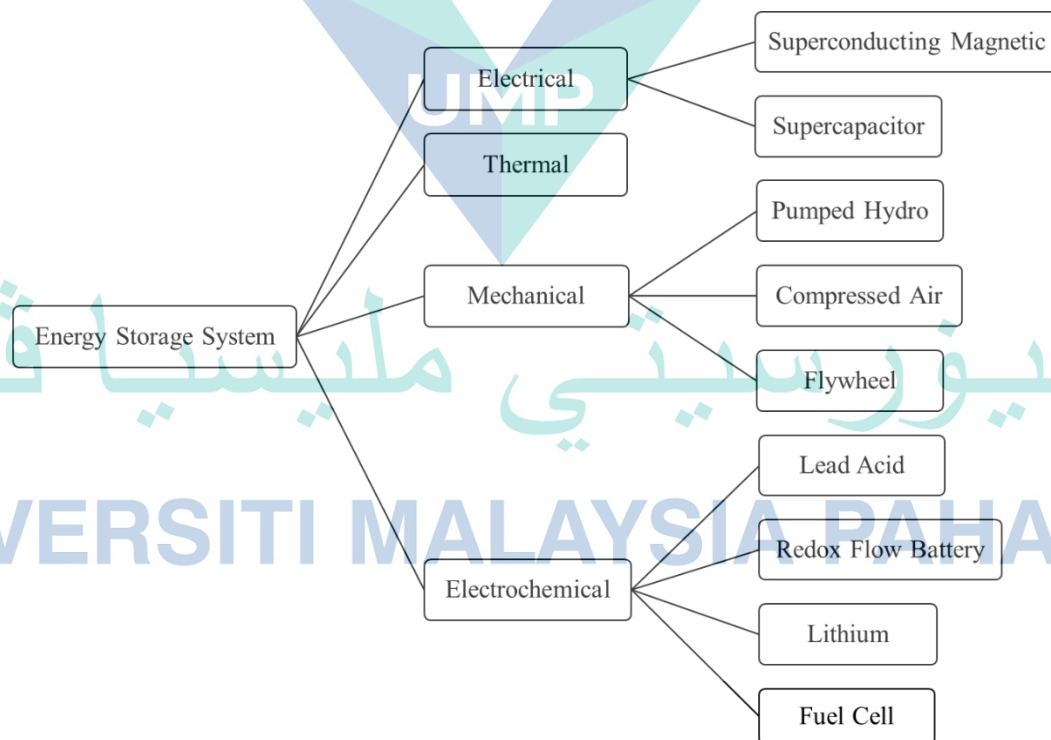 Superconducting Magnetic
Electrical
UMP
Supercapacitor
Thermal
Pumped Hydro
Mechanical
Compressed Air
Energy Storage System
مليسيا
Flywheel
Lead Acid
VERSITI MALAYSIA PAHA
Redox Flow Battery
Electrochemical
Lithium
Fuel Cell